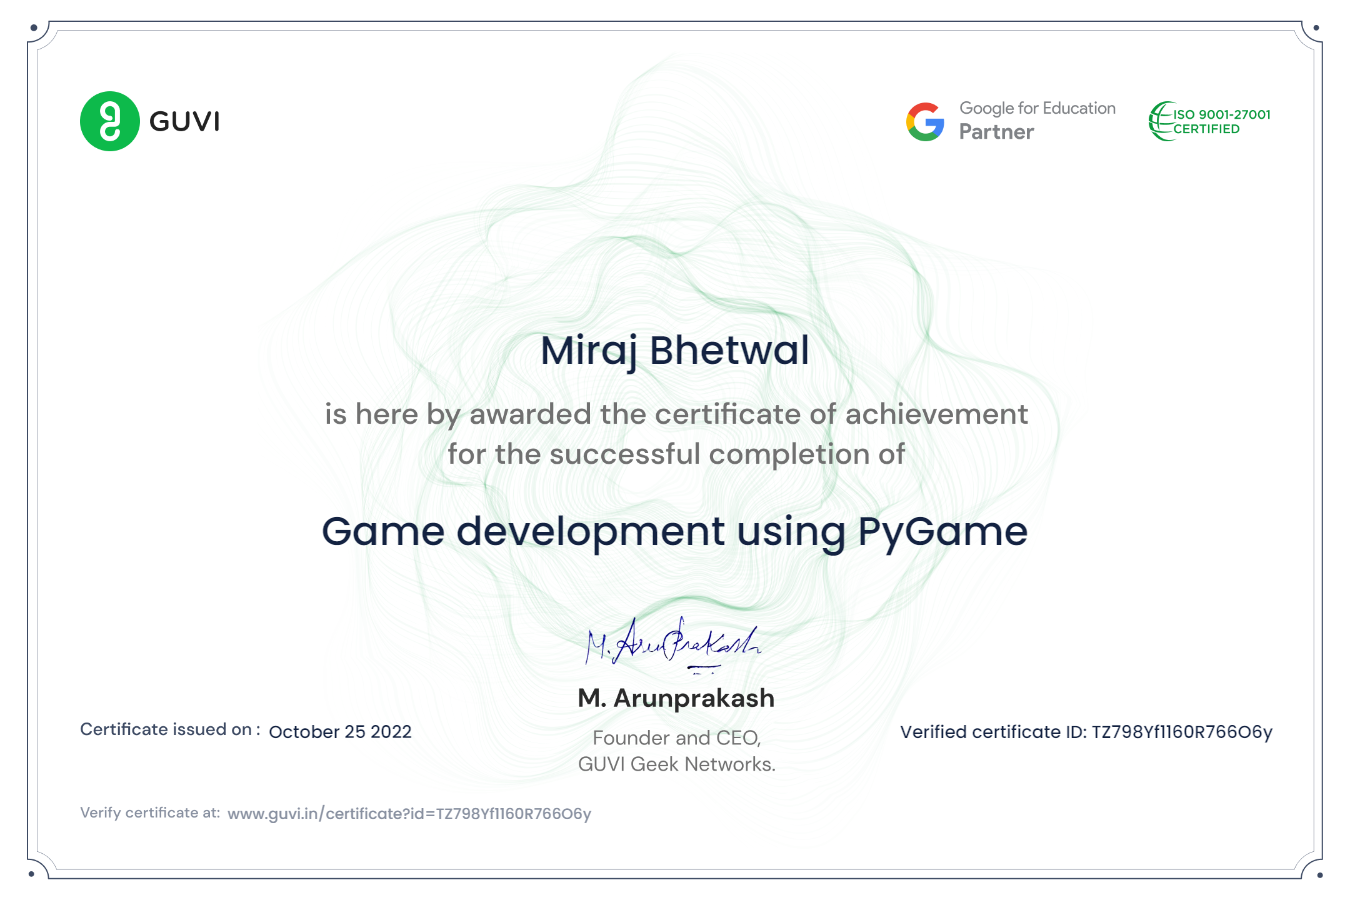 GUVI
Google for Education
Partner
ISO 9001-27001
CERTIFIED
Miraj Bhetwal
is here by awarded the certificate of achievement
for the successful completion of
Game development using PyGame
M. ArunPrakash
M. Arunprakash
Founder and CEO,
GUVI Geek Networks.
Certificate issued on : October 25 2022
Verified certificate ID: TZ798Yf1160R766O6y
Verify certificate at: www.guvi.in/certificate?id=TZ798Yf1160R766O6y